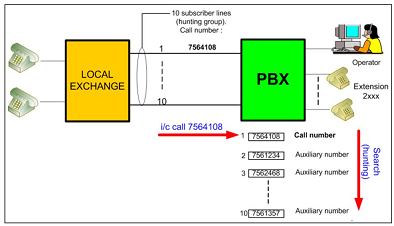 10 subscriber lines
(hunting group).
Call number :
1
7564108
LOCAL
EXCHANGE
10
PBX
Operator
Extension
2xxx
i/c call 7564108
1 7564108 Call number
2 7561234 Auxiliary number
3 7562468 Auxiliary number
10 7561357 Auxiliary number
Search
(hunting)